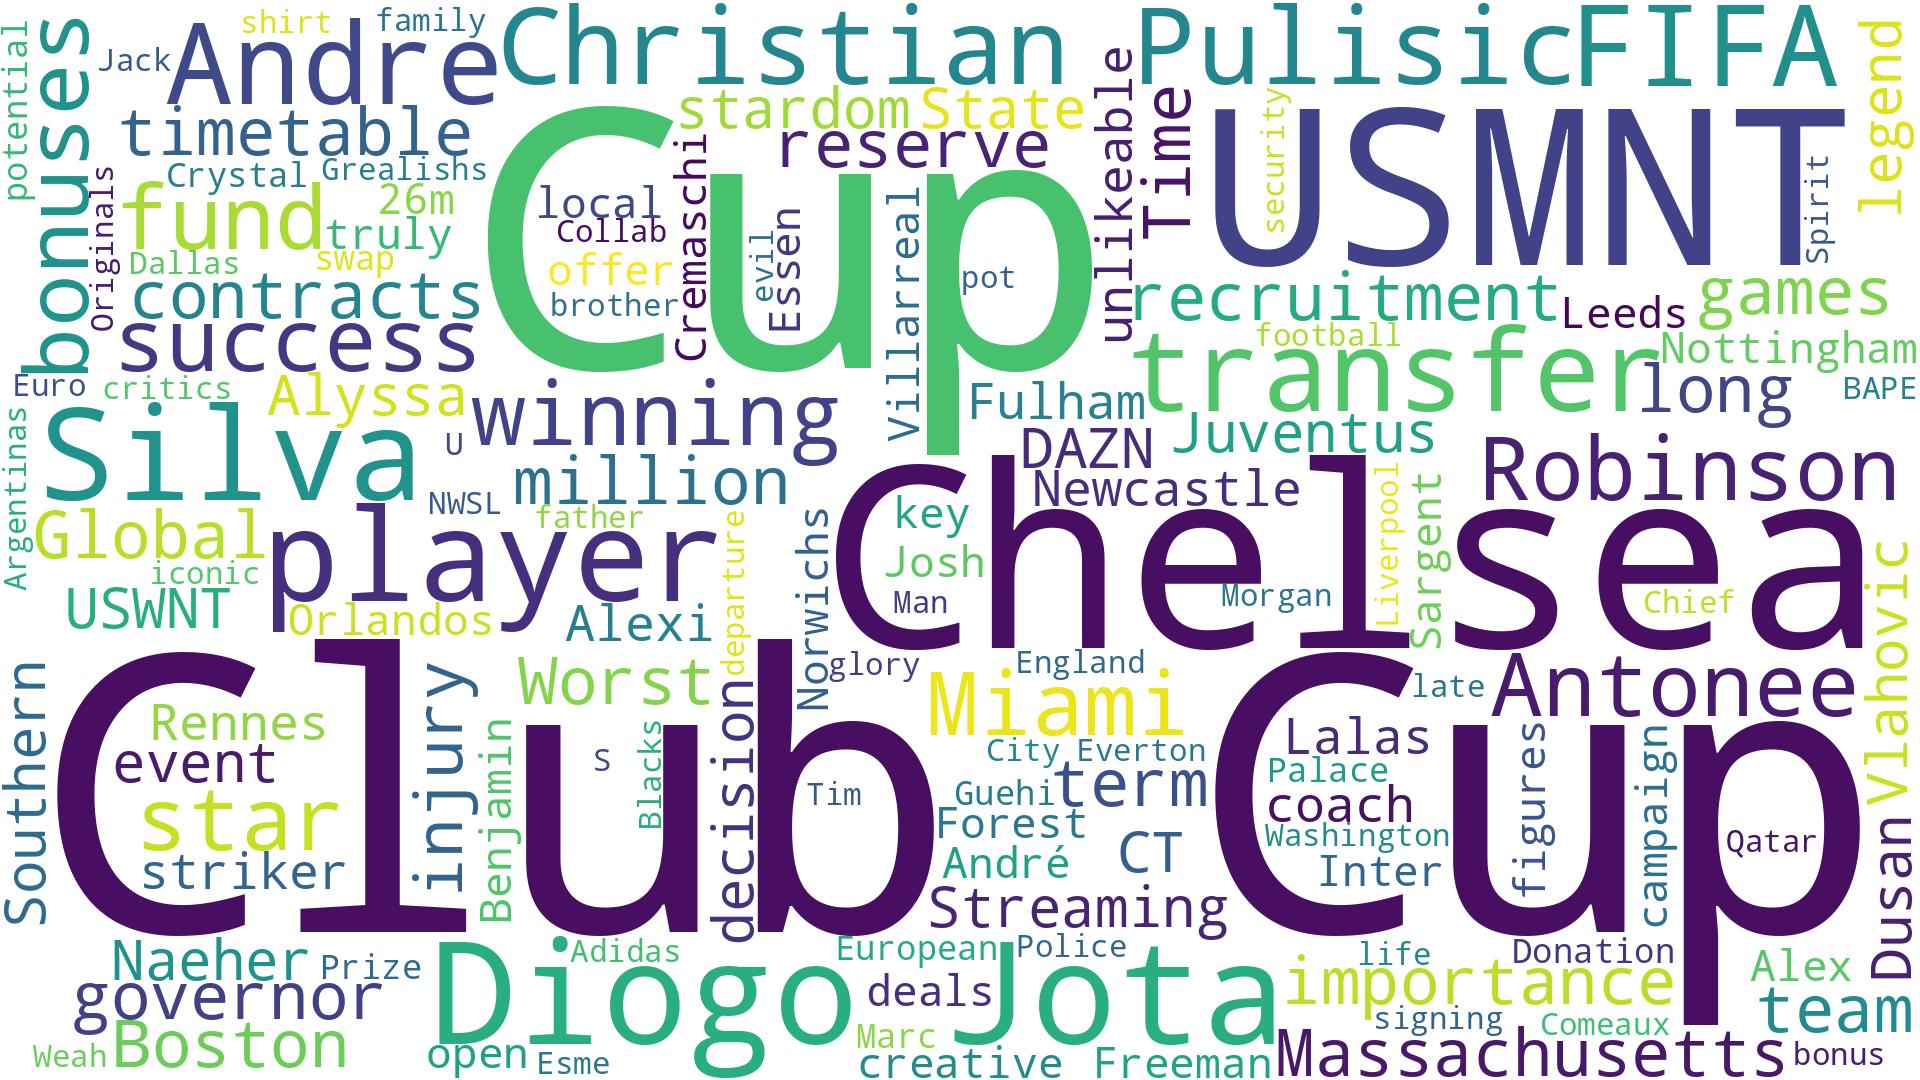 potential
Jack
shirt
family
bonuses
Andre
Christian
Pulisic
FIFA
legend
timetable
stardom
State
reserve
unlikeable
Time
USMNT
security
Spirit
Crystal
Grealishs
Originals
fund
26m
truly
Dallas
swap
contracts
success
Cup
local
Collab
offer
brother
Cremaschi
evil
Essen
Villarreal
pot
recruitment
Leeds
games
football
transfer
Nottingham
long
BAPE
Euro
critics
Alyssa
Silva
U
winning
Fulham
DAZN
Juventus
Robinson
Argentinas
million
NWSL
Newcastle
Global
iconic
player
father
departure
Norwichs
Chelsea
key
Josh
Man
Morgan
Liverpool
Sargent
Chief
Vlahovic
USWNT
Orlandos
Alexi
Southern
Club Cup
Rennes
event
star
striker
injury
Worst
Benjamin
S
Blacks
decision
Tim
glory
England
Miami
late
Antonee
City
Everton
Guehi
term
Forest
André
CT
Streaming
Lalas
Palace
coach
Washington
Inter
figures
campaign
Qatar
Dusan
Naeher
Prize
governor
Boston
Weah
Diogo Jota
Adidas
open
Esme
European
Police
deals
Marc
creative
Freeman
life
Donation
importance
signing
Comeaux
Massachusetts
Alex
team
bonus